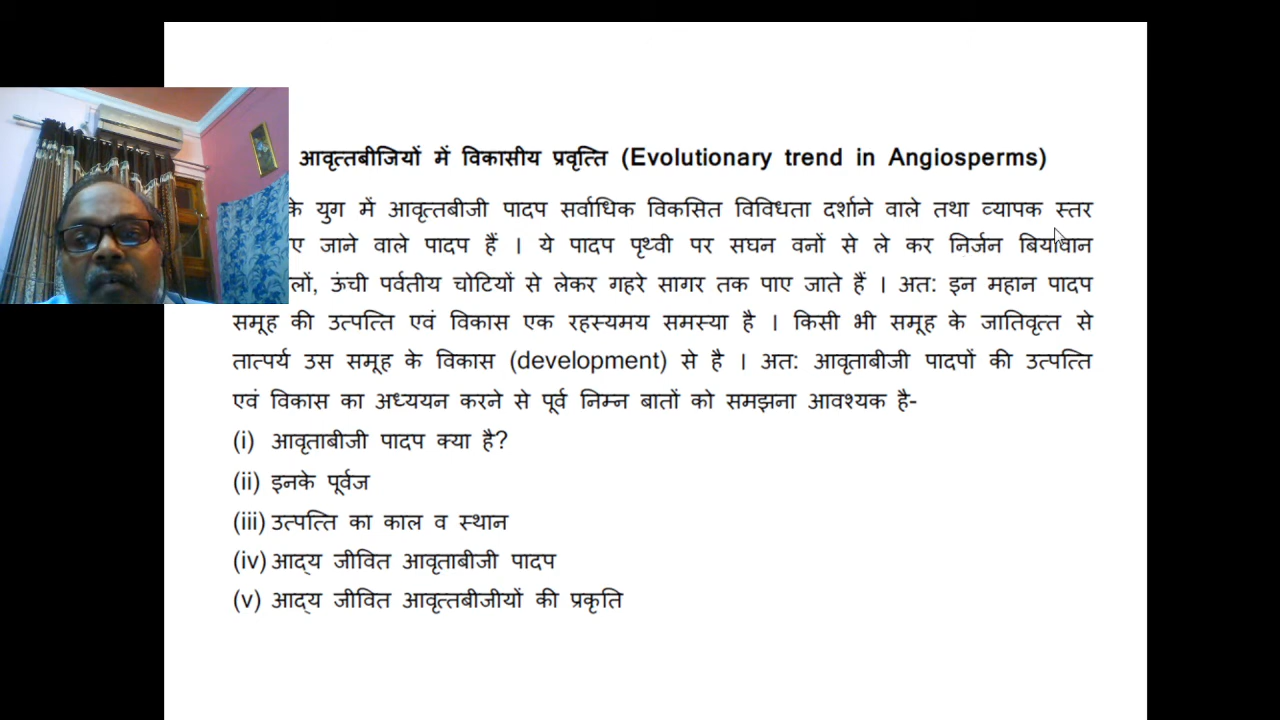 आवृत्तबीजियों में विकासीय प्रवृत्ति (Evolutionary trend in Angiosperms)
के युग में आवृत्तबीजी पादप सर्वाधिक विकसित विविधता दर्शाने वाले तथा व्यापक स्तर
जाने वाले पादप हैं । ये पादप पृथ्वी पर सघन वनों से ले कर निर्जन बियावान
ऊंची पर्वतीय चोटियों से लेकर गहरे सागर तक पाए जाते हैं । अत: इन महान पादप
समूह की उत्पत्ति एवं विकास एक रहस्यमय समस्या है । किसी भी समूह के जातिवृत्त से
तात्पर्य उस समूह के विकास (development) से है । अत: आवृताबीजी पादपों की उत्पत्ति
एवं विकास का अध्ययन करने से पूर्व निम्न बातों को समझना आवश्यक है-
(i) आवृताबीजी पादप क्या है?
(ii) इनके पूर्वज
(iii) उत्पत्ति का काल व स्थान
(iv) आद्य जीवित आवृताबीजी पादप
(v) आद्य जीवित आवृत्तबीजीयों की प्रकृति